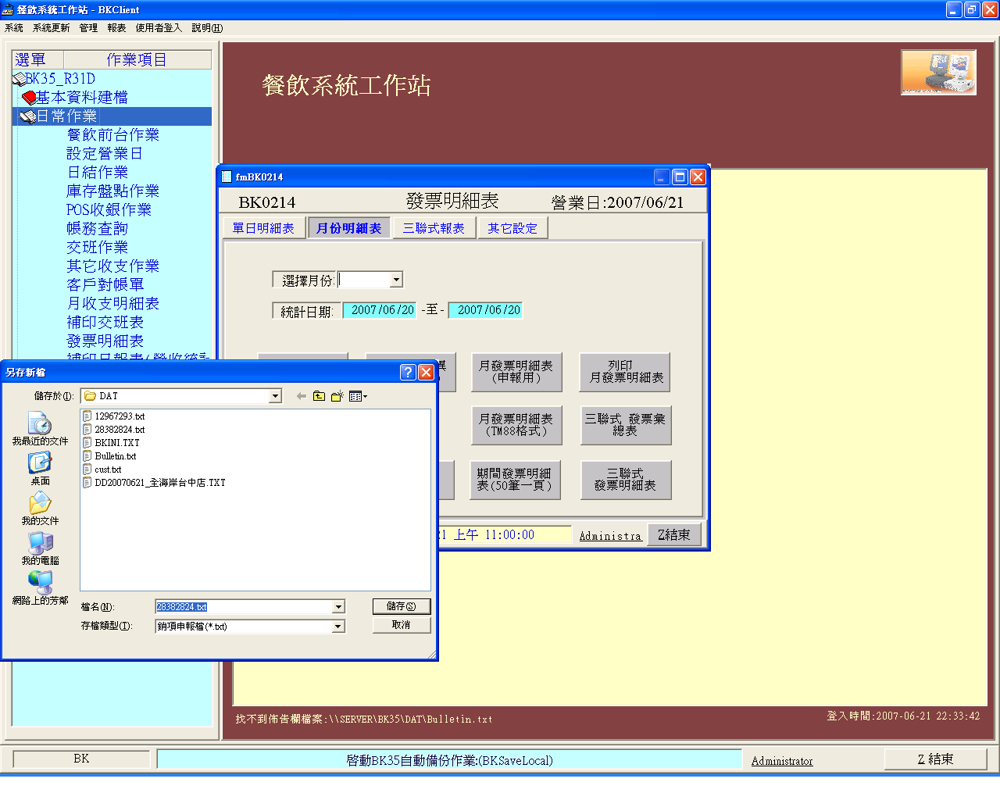 餐飲系統工作站 - BKClient
系統 系統更新 管理 報表 使用者登入 說明(H)
選單 作業項目
BK35_R31D
基本資料建檔
日常作業
餐飲前台作業
設定營業日
日結作業
庫存盤點作業
POS收銀作業
帳務查詢
交班作業
其它收支作業
客戶對帳單
月收支明細表
補印交班表
發票明細表
餐飲系統工作站
fmBK0214
BK0214 發票明細表 營業日:2007/06/21
單日明細表 月份明細表 三聯式報表 其它設定
選擇月份:
統計日期: 2007/06/20 -至- 2007/06/20
月發票明細表
(申報用)
列印
月發票明細表
月發票明細表
(TM88格式)
三聯式 發票彙
總表
期間發票明細
表(50筆一頁)
三聯式
發票明細表
上午 11:00:00 Administra Z結束
另存新檔
儲存於(I): DAT
我最近的文件
桌面
我的文件
我的電腦
網路上的芳鄰
12967293.txt
28382824.txt
BKINI.TXT
Bulletin.txt
cust.txt
DD20070621_全海岸台中店.TXT
檔名(N): 28382824.txt 儲存(S)
存檔類型(T): 銷項申報檔(*.txt) 取消
找不到佈告欄檔案:\\SERVER\BK35\DAT\Bulletin.txt
登入時間:2007-06-21 22:33:42
BK 啓動BK35自動備份作業:(BKSaveLocal) Administrator Z 結束